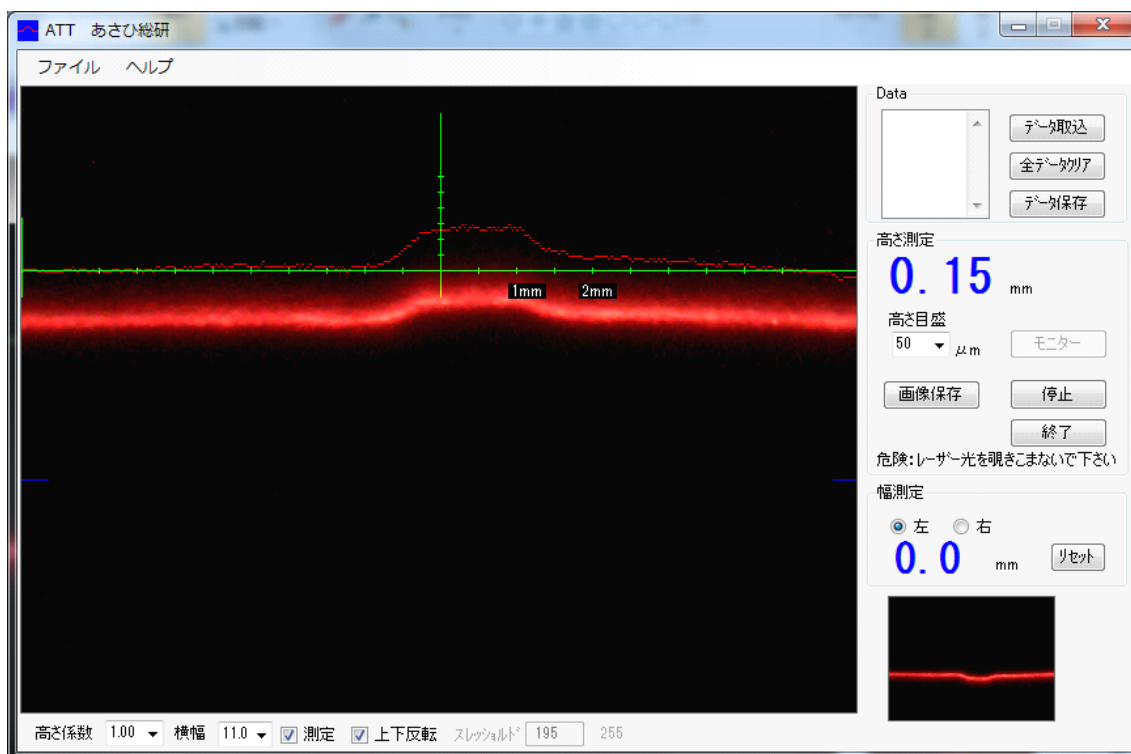 ATT あさひ総研
ファイル ヘルプ
Data
データ取込
全データクリア
データ保存
高さ測定
0.15 mm
高さ目盛
50 μm
モニター
画像保存
停止
終了
危険:レーザー光を覗きこまないで下さい
1mm
2mm
幅測定
左 右
0.0 mm
リセット
高さ係数 1.00 横幅 11.0 測定 上下反転 スレッショルド 195 255